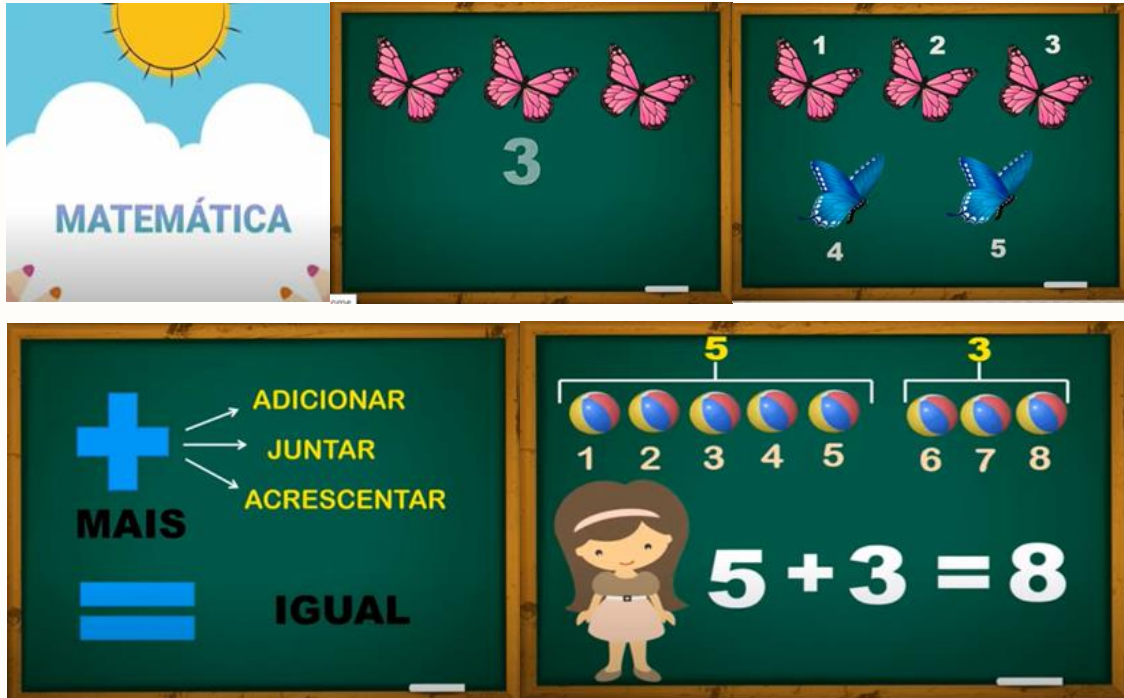 MATEMÁTICA
3
1 2 3
4 5
ADICIONAR
JUNTAR
ACRESCENTAR
MAIS
IGUAL
5 3
1 2 3 4 5 6 7 8
5 + 3 = 8